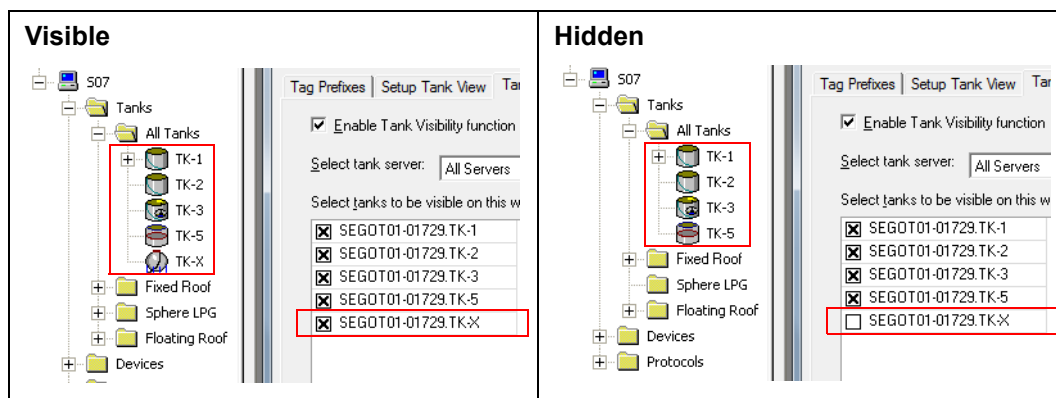 Visible
S07
Tanks
All Tanks
TK-1
TK-2
TK-3
TK-5
TK-X
Fixed Roof
Sphere LPG
Floating Roof
Devices
Tag Prefixes
Setup Tank View
Enable Tank Visibility function
Select tank server:
All Servers
Select tanks to be visible on this w
SEGOT01-01729.TK-1
SEGOT01-01729.TK-2
SEGOT01-01729.TK-3
SEGOT01-01729.TK-5
SEGOT01-01729.TK-X
Hidden
S07
Tanks
All Tanks
TK-1
TK-2
TK-3
TK-5
Fixed Roof
Sphere LPG
Floating Roof
Devices
Protocols
Tag Prefixes
Setup Tank View
Enable Tank Visibility function
Select tank server:
All Servers
Select tanks to be visible on this w
SEGOT01-01729.TK-1
SEGOT01-01729.TK-2
SEGOT01-01729.TK-3
SEGOT01-01729.TK-5
SEGOT01-01729.TK-X